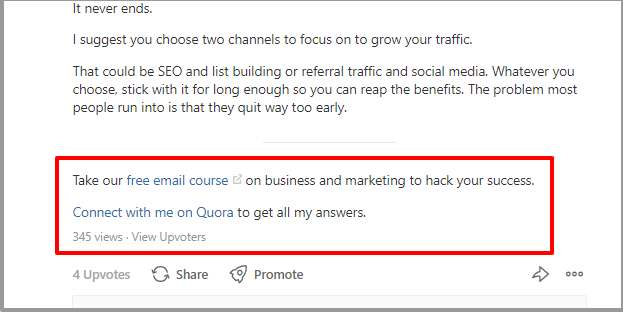 It never ends.
I suggest you choose two channels to focus on to grow your traffic.
That could be SEO and list building or referral traffic and social media. Whatever you
choose, stick with it for long enough so you can reap the benefits. The problem most
people run into is that they quit way too early.
Take our free email course on business and marketing to hack your success.
Connect with me on Quora to get all my answers.
345 views · View Upvoters
4 Upvotes Share Promote